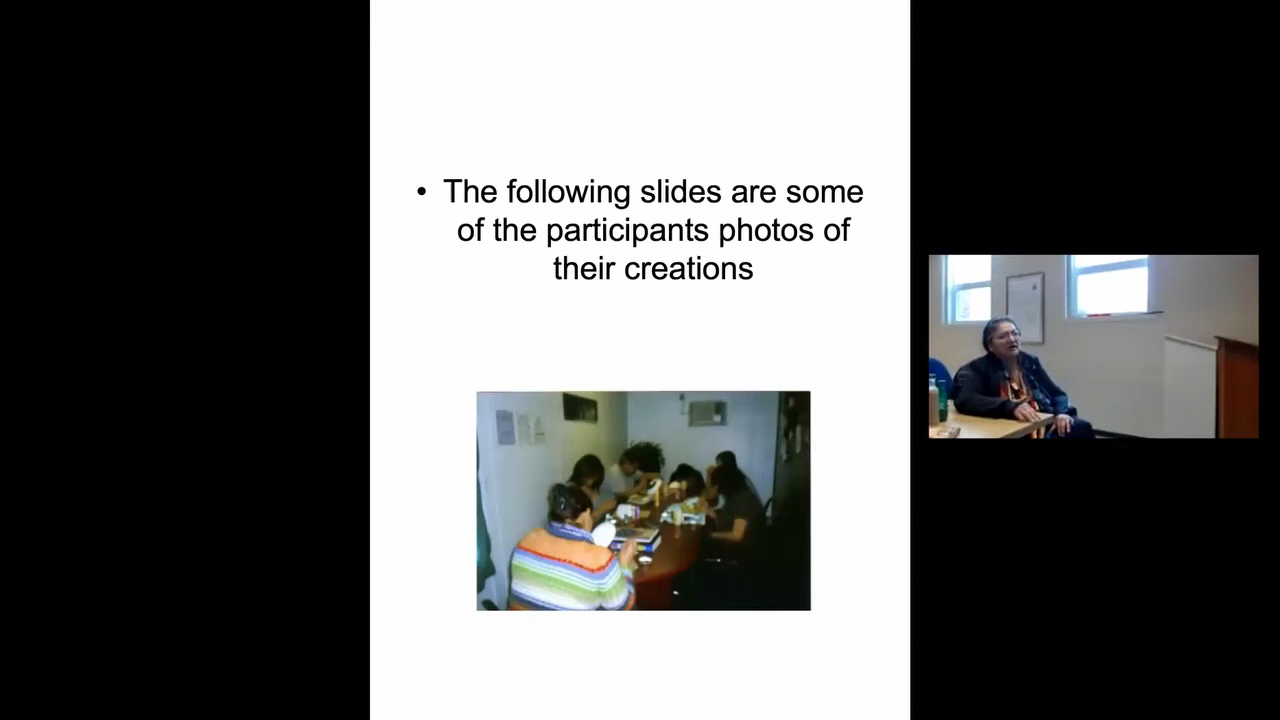 • The following slides are some
of the participants photos of
their creations